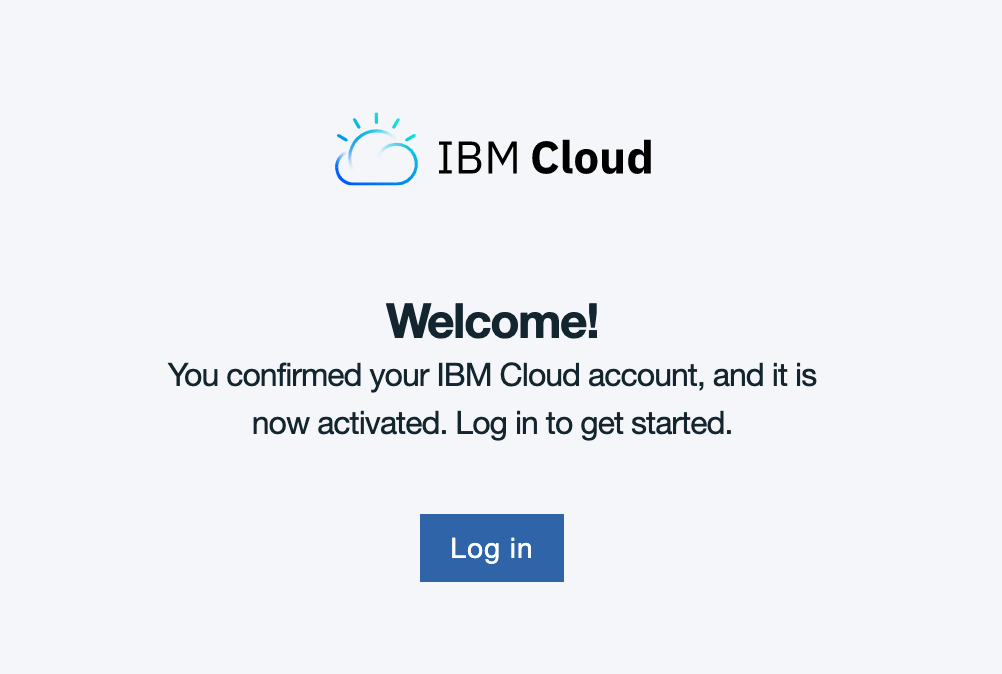 IBM Cloud
Welcome!
You confirmed your IBM Cloud account, and it is
now activated. Log in to get started.
Log in